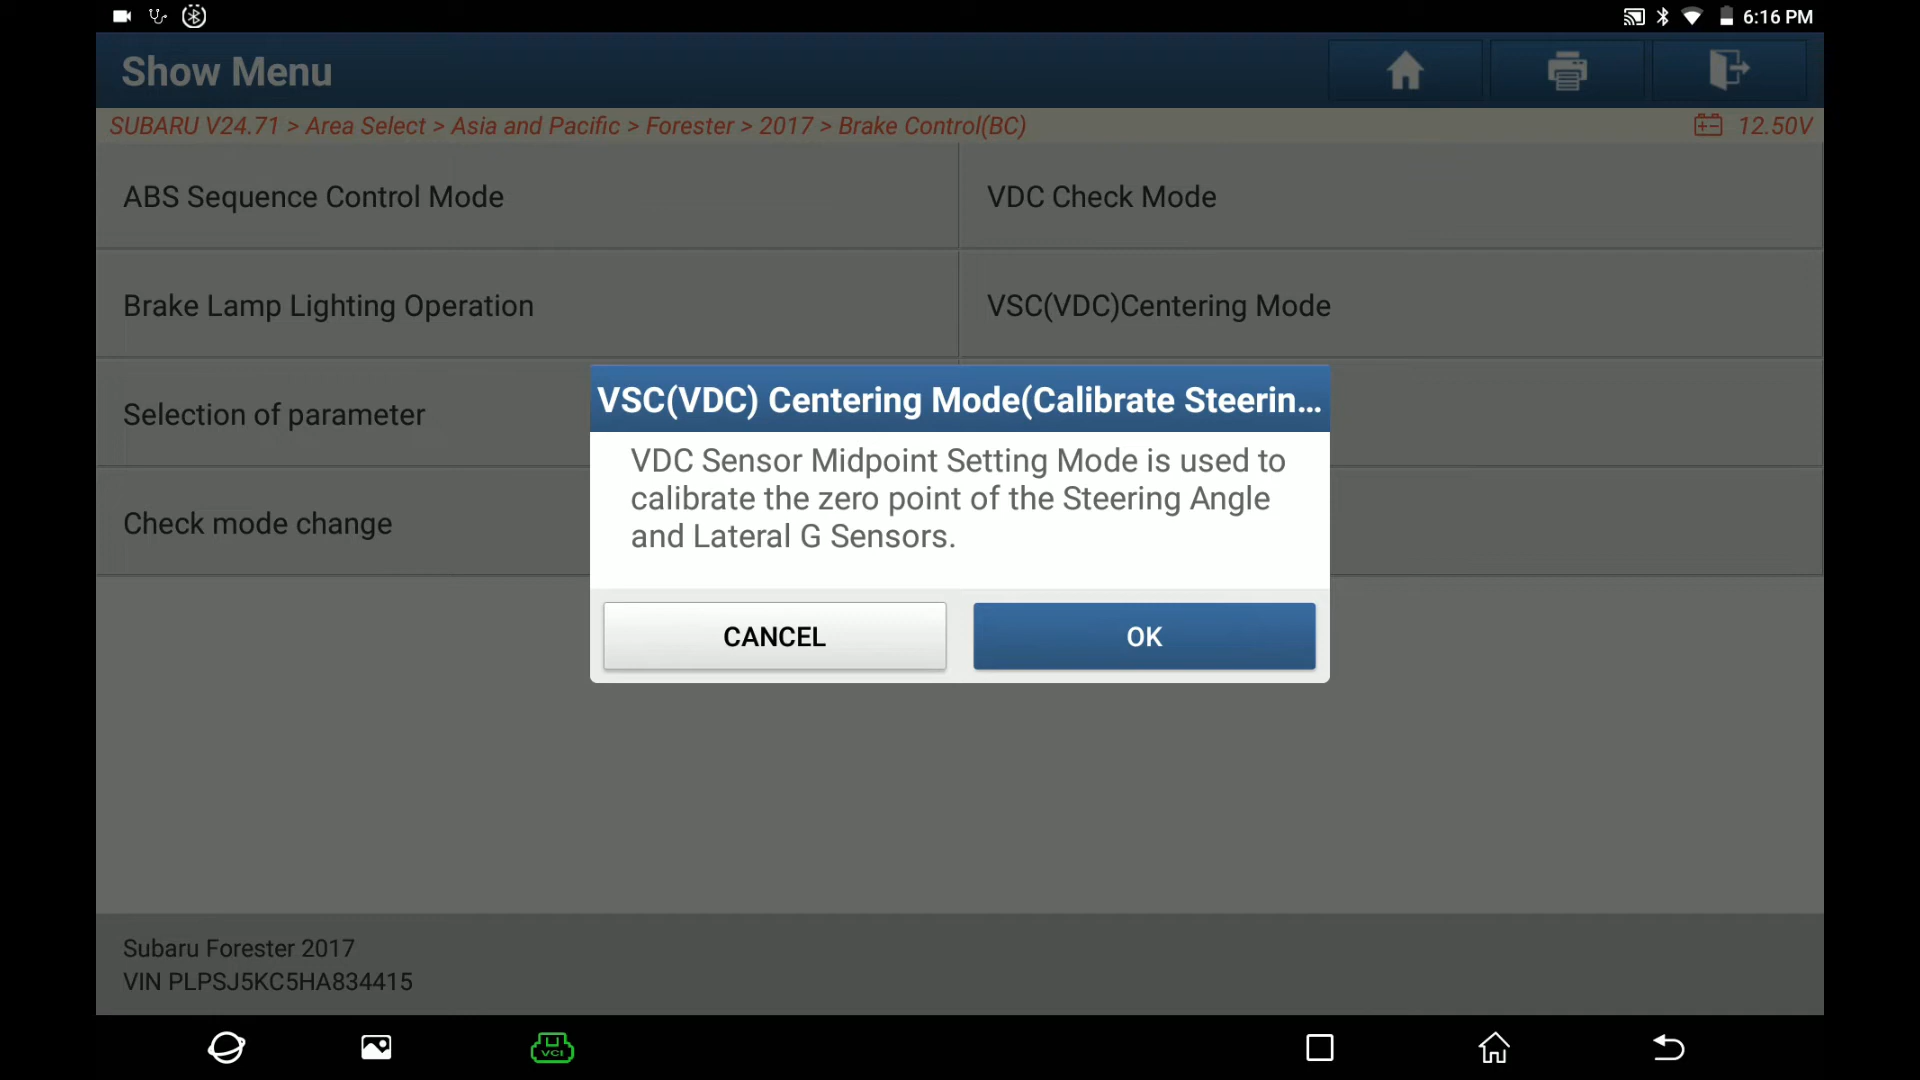 6:16 PM
Show Menu
SUBARU V24.71 > Area Select > Asia and Pacific > Forester > 2017 > Brake Control(BC)
12.50V
ABS Sequence Control Mode
VDC Check Mode
Brake Lamp Lighting Operation
VSC(VDC)Centering Mode
Selection of parameter
Check mode change
VSC(VDC) Centering Mode(Calibrate Steerin...
VDC Sensor Midpoint Setting Mode is used to
calibrate the zero point of the Steering Angle
and Lateral G Sensors.
CANCEL
OK
Subaru Forester 2017
VIN PLPSJ5KC5HA834415
VCI